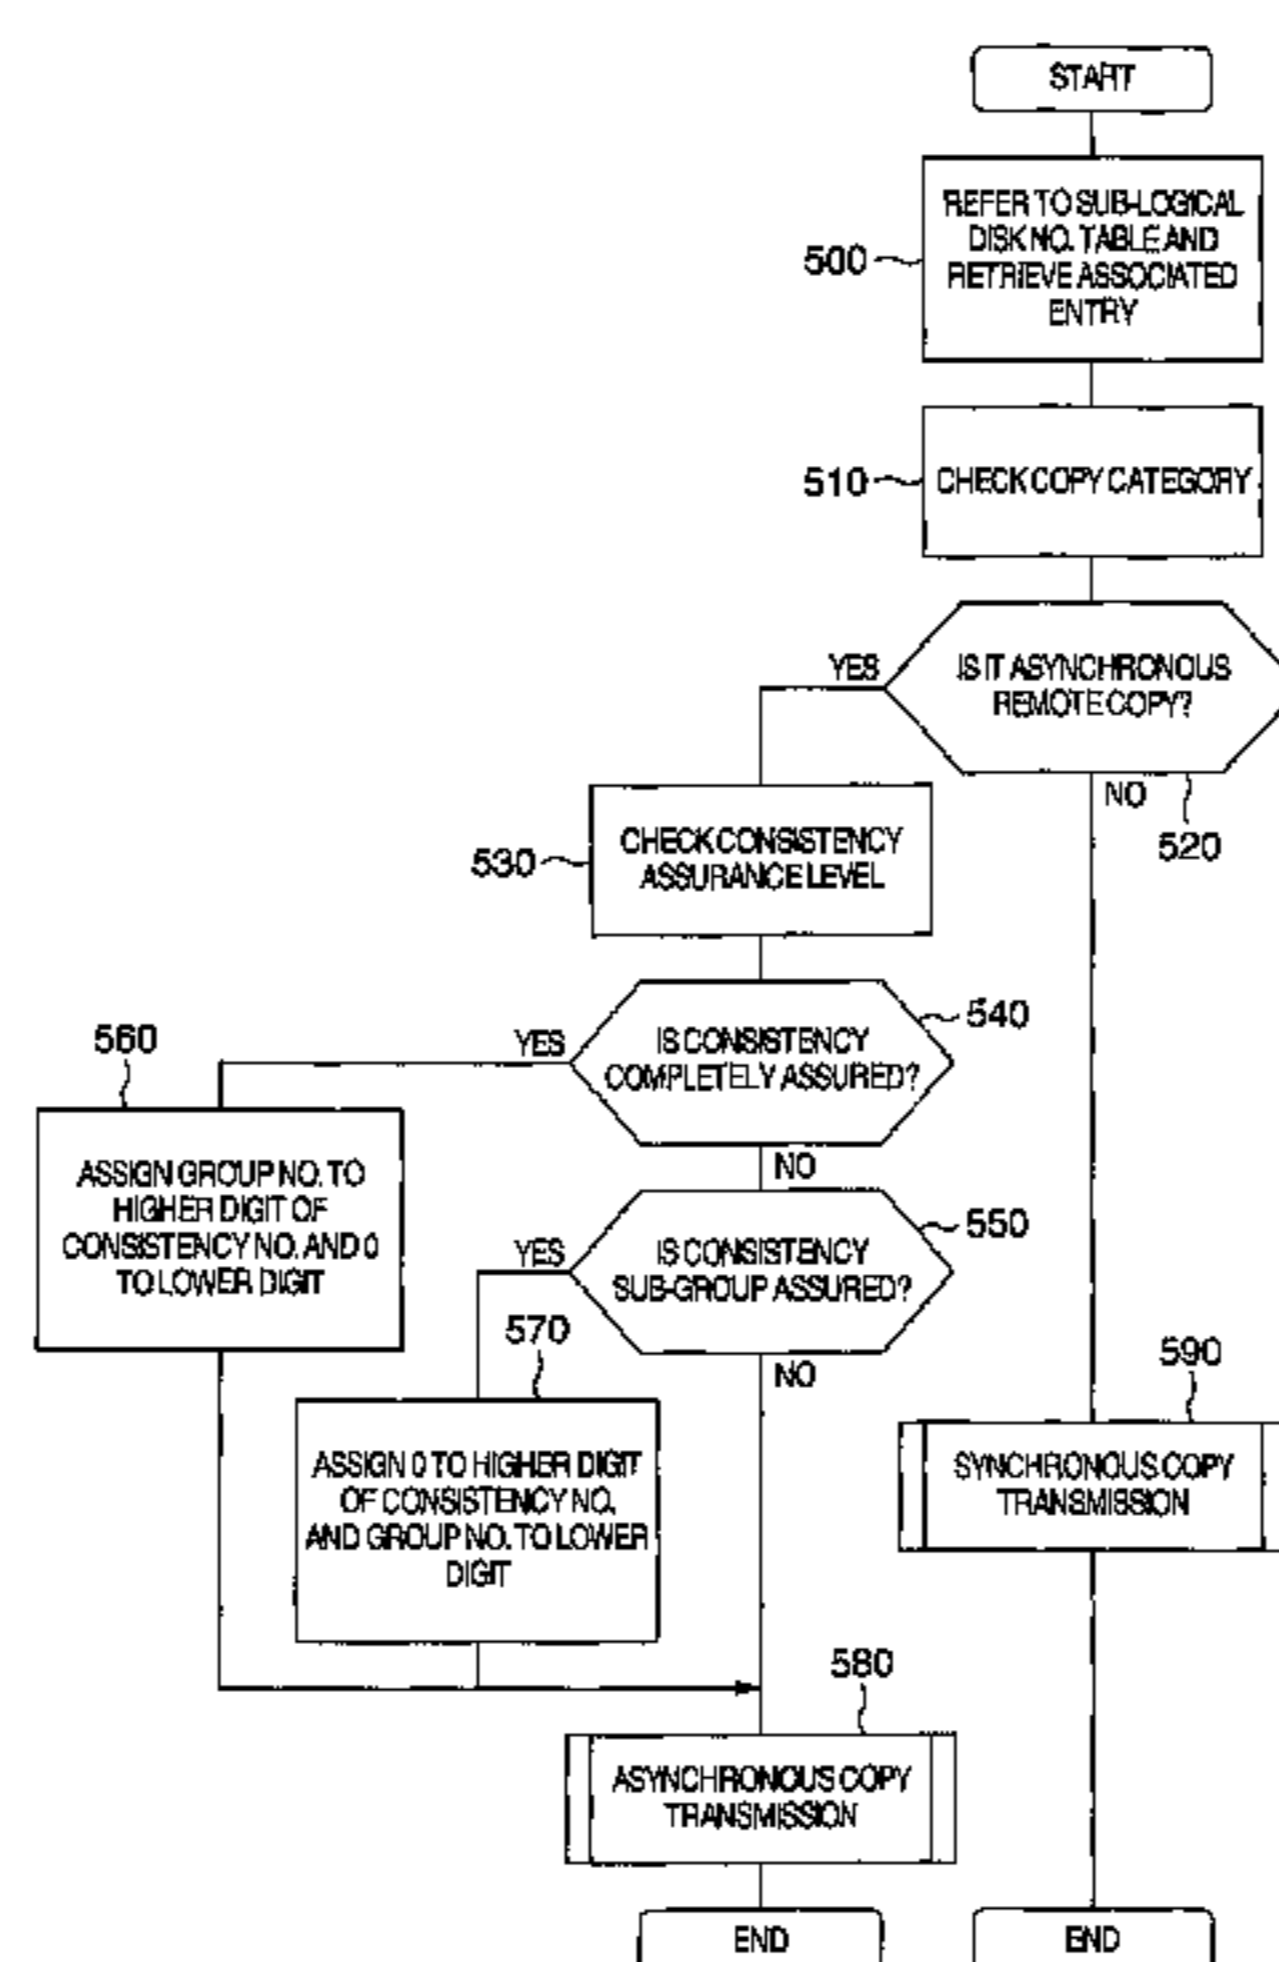 START
REFER TO SUB-LOGICAL
DISK NO. TABLE AND
RETRIEVE ASSOCIATED
ENTRY
500
CHECK COPY CATEGORY
510
IS IT ASYNCHRONOUS
REMOTE COPY?
YES
NO
520
CHECK CONSISTENCY
ASSURANCE LEVEL
530
IS CONSISTENCY
COMPLETELY ASSURED?
540
YES
NO
560
ASSIGN GROUP NO. TO
HIGHER DIGIT OF
CONSISTENCY NO. AND 0
TO LOWER DIGIT
IS CONSISTENCY
SUB-GROUP ASSURED?
550
YES
NO
570
ASSIGN 0 TO HIGHER DIGIT
OF CONSISTENCY NO.
AND GROUP NO. TO LOWER
DIGIT
590
SYNCHRONOUS COPY
TRANSMISSION
580
ASYNCHRONOUS COPY
TRANSMISSION
END
END